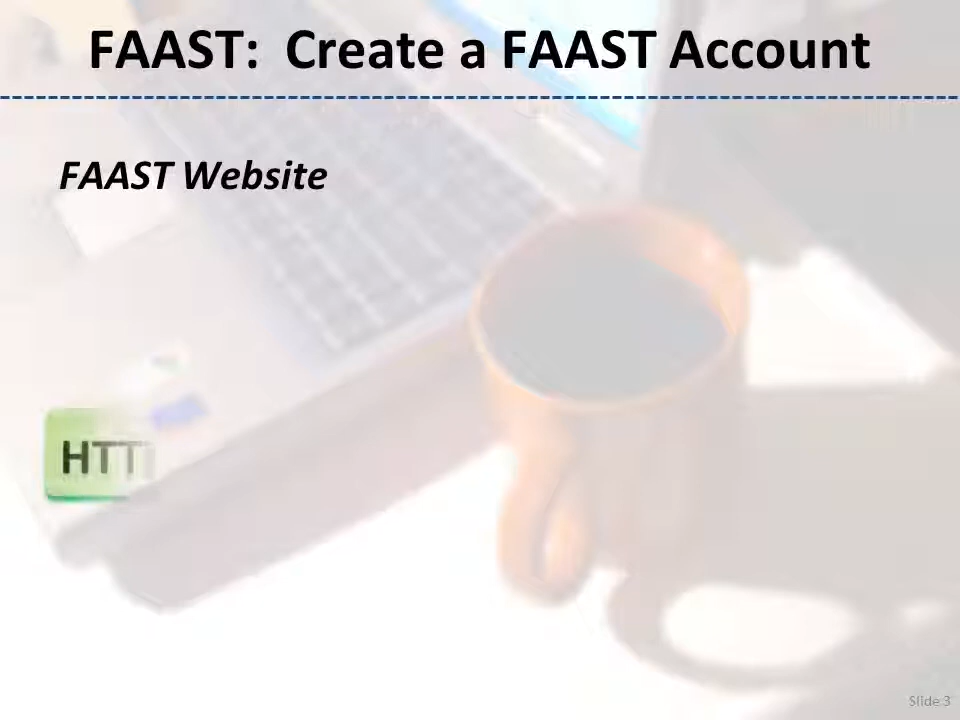 FAAST: Create a FAAST Account
FAAST Website
HTT
Slide 3